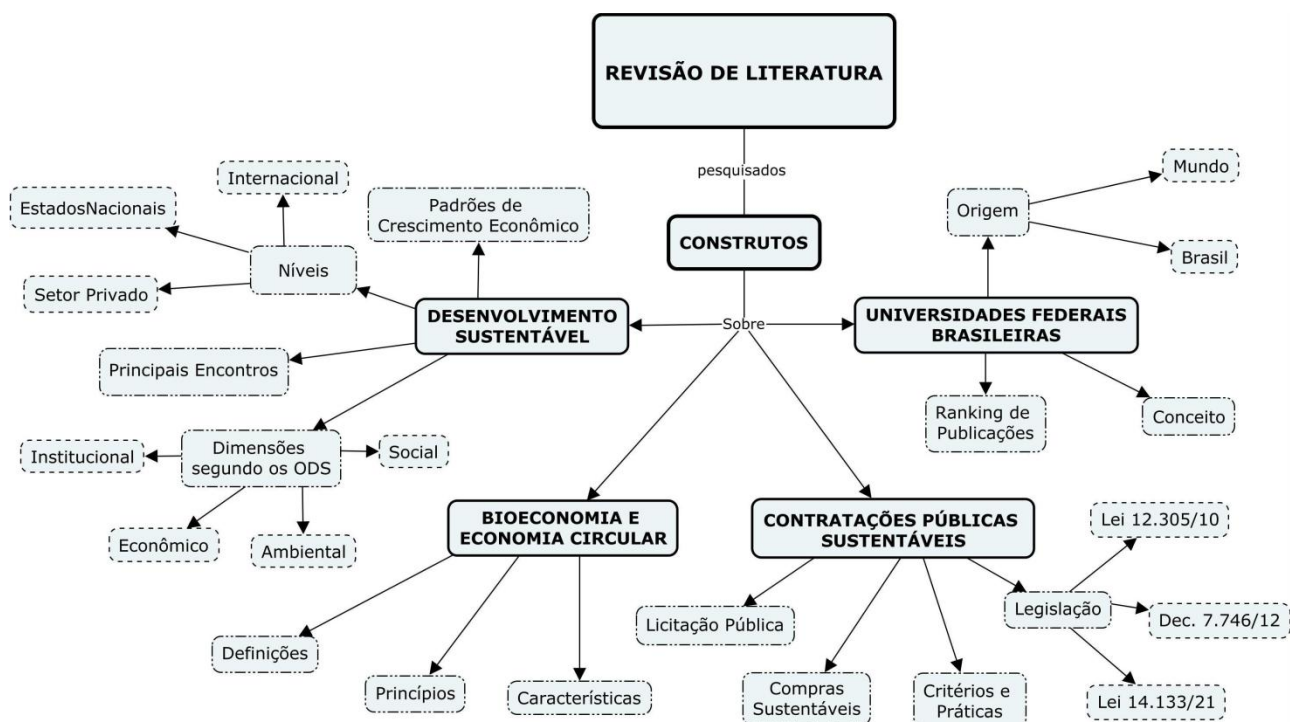 REVISÃO DE LITERATURA
pesquisados
CONSTRUTOS
Sobre
DESENVOLVIMENTO
SUSTENTÁVEL
Padrões de
Crescimento Econômico
Níveis
Internacional
EstadosNacionais
Setor Privado
Principais Encontros
Dimensões
segundo os ODS
Institucional
Social
Econômico
Ambiental
UNIVERSIDADES FEDERAIS
BRASILEIRAS
Origem
Mundo
Brasil
Ranking de
Publicações
Conceito
BIOECONOMIA E
ECONOMIA CIRCULAR
Definições
Princípios
Características
CONTRATAÇÕES PÚBLICAS
SUSTENTÁVEIS
Licitação Pública
Compras
Sustentáveis
Critérios e
Práticas
Legislação
Lei 12.305/10
Dec. 7.746/12
Lei 14.133/21